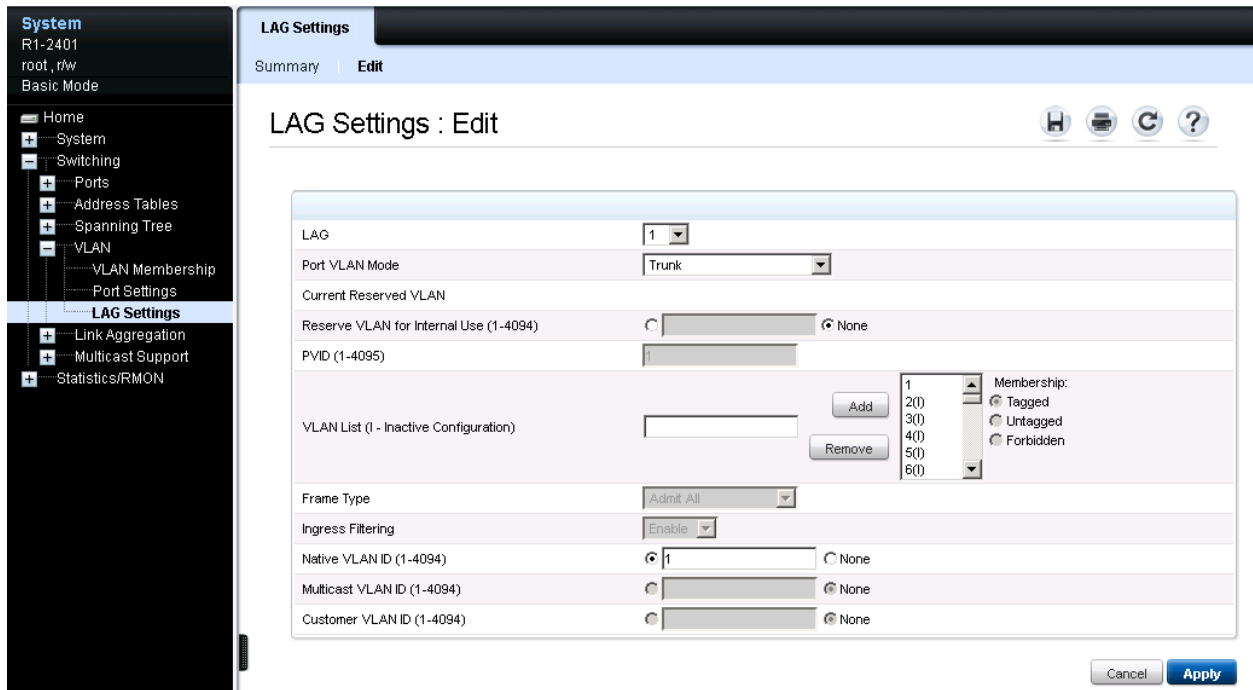 System
R1-2401
root , r/w
Basic Mode
Home
System
Switching
Ports
Address Tables
Spanning Tree
VLAN
VLAN Membership
Port Settings
LAG Settings
Link Aggregation
Multicast Support
Statistics/RMON
LAG Settings
Summary Edit
LAG Settings : Edit
LAG 1
Port VLAN Mode Trunk
Current Reserved VLAN
Reserve VLAN for Internal Use (1-4094) None
PVID (1-4095) 1
VLAN List (I - Inactive Configuration) Add Remove
1
2(I)
3(I)
4(I)
5(I)
6(I)
Membership:
Tagged
Untagged
Forbidden
Frame Type Admit All
Ingress Filtering Enable
Native VLAN ID (1-4094) 1 None
Multicast VLAN ID (1-4094) None
Customer VLAN ID (1-4094) None
Cancel Apply